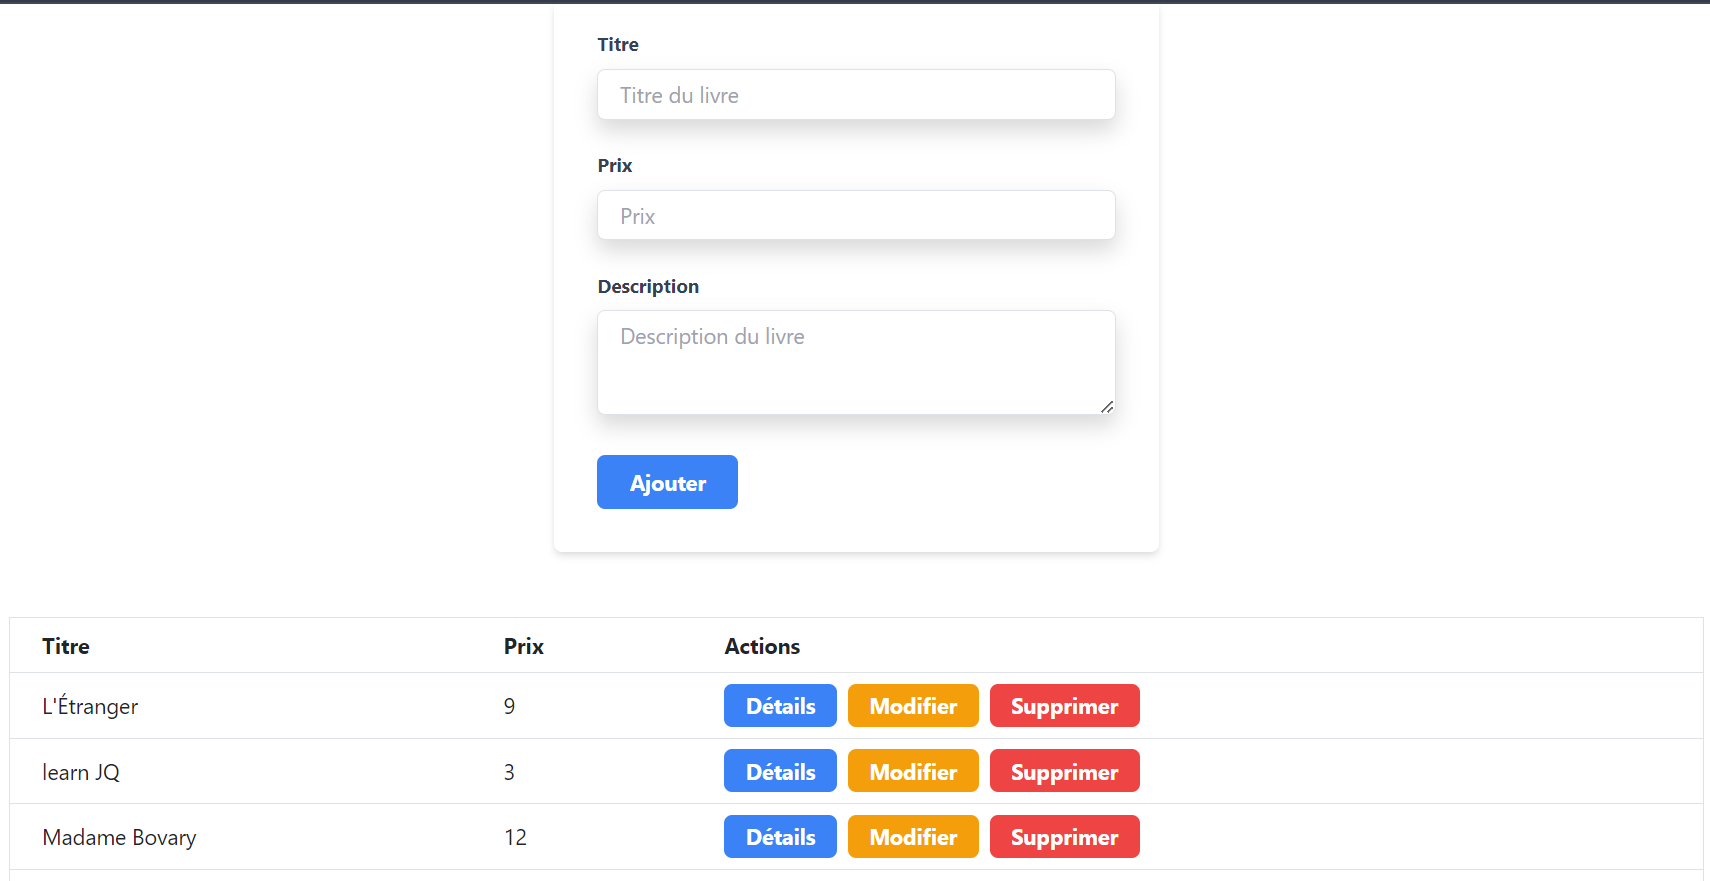 Titre
Titre du livre
Prix
Prix
Description
Description du livre
Ajouter
Titre Prix Actions
L'Étranger 9 Détails Modifier Supprimer
learn JQ 3 Détails Modifier Supprimer
Madame Bovary 12 Détails Modifier Supprimer